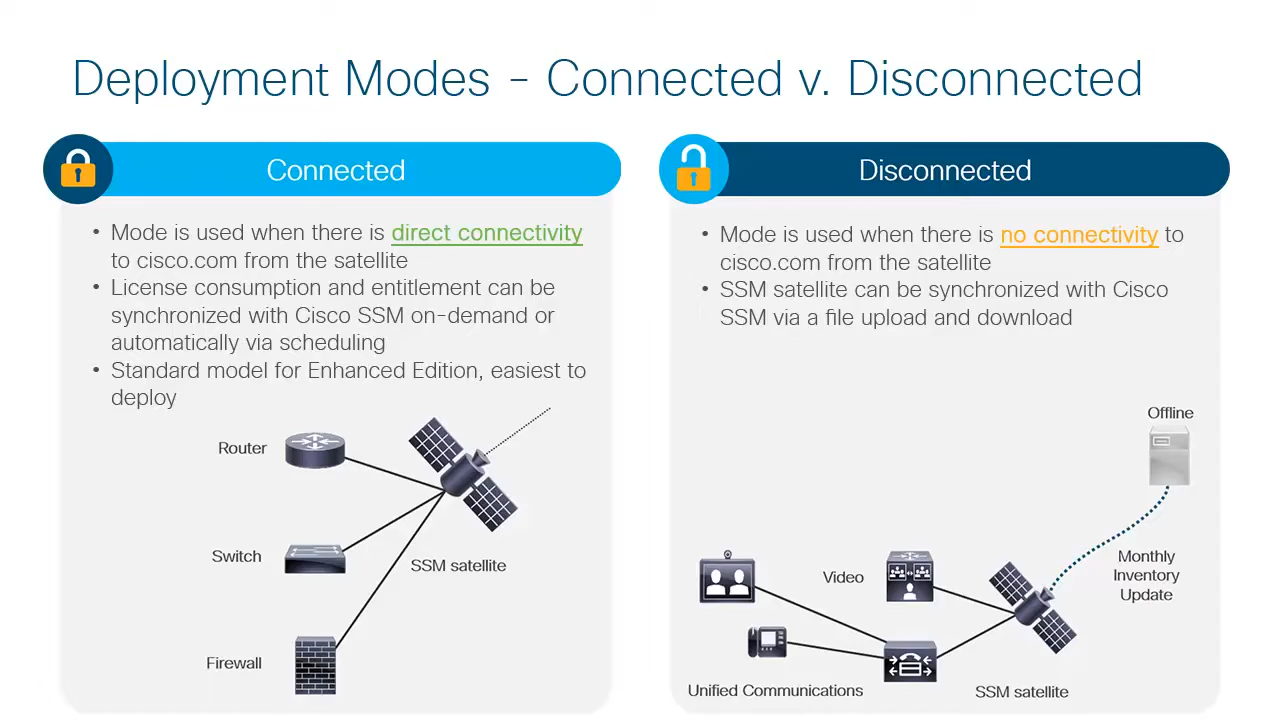 Deployment Modes - Connected v. Disconnected
Connected
• Mode is used when there is direct connectivity
to cisco.com from the satellite
• License consumption and entitlement can be
synchronized with Cisco SSM on-demand or
automatically via scheduling
• Standard model for Enhanced Edition, easiest to
deploy
Router
Switch
SSM satellite
Firewall
Disconnected
• Mode is used when there is no connectivity to
cisco.com from the satellite
• SSM satellite can be synchronized with Cisco
SSM via a file upload and download
Offline
Monthly
Inventory
Update
Video
Unified Communications
SSM satellite